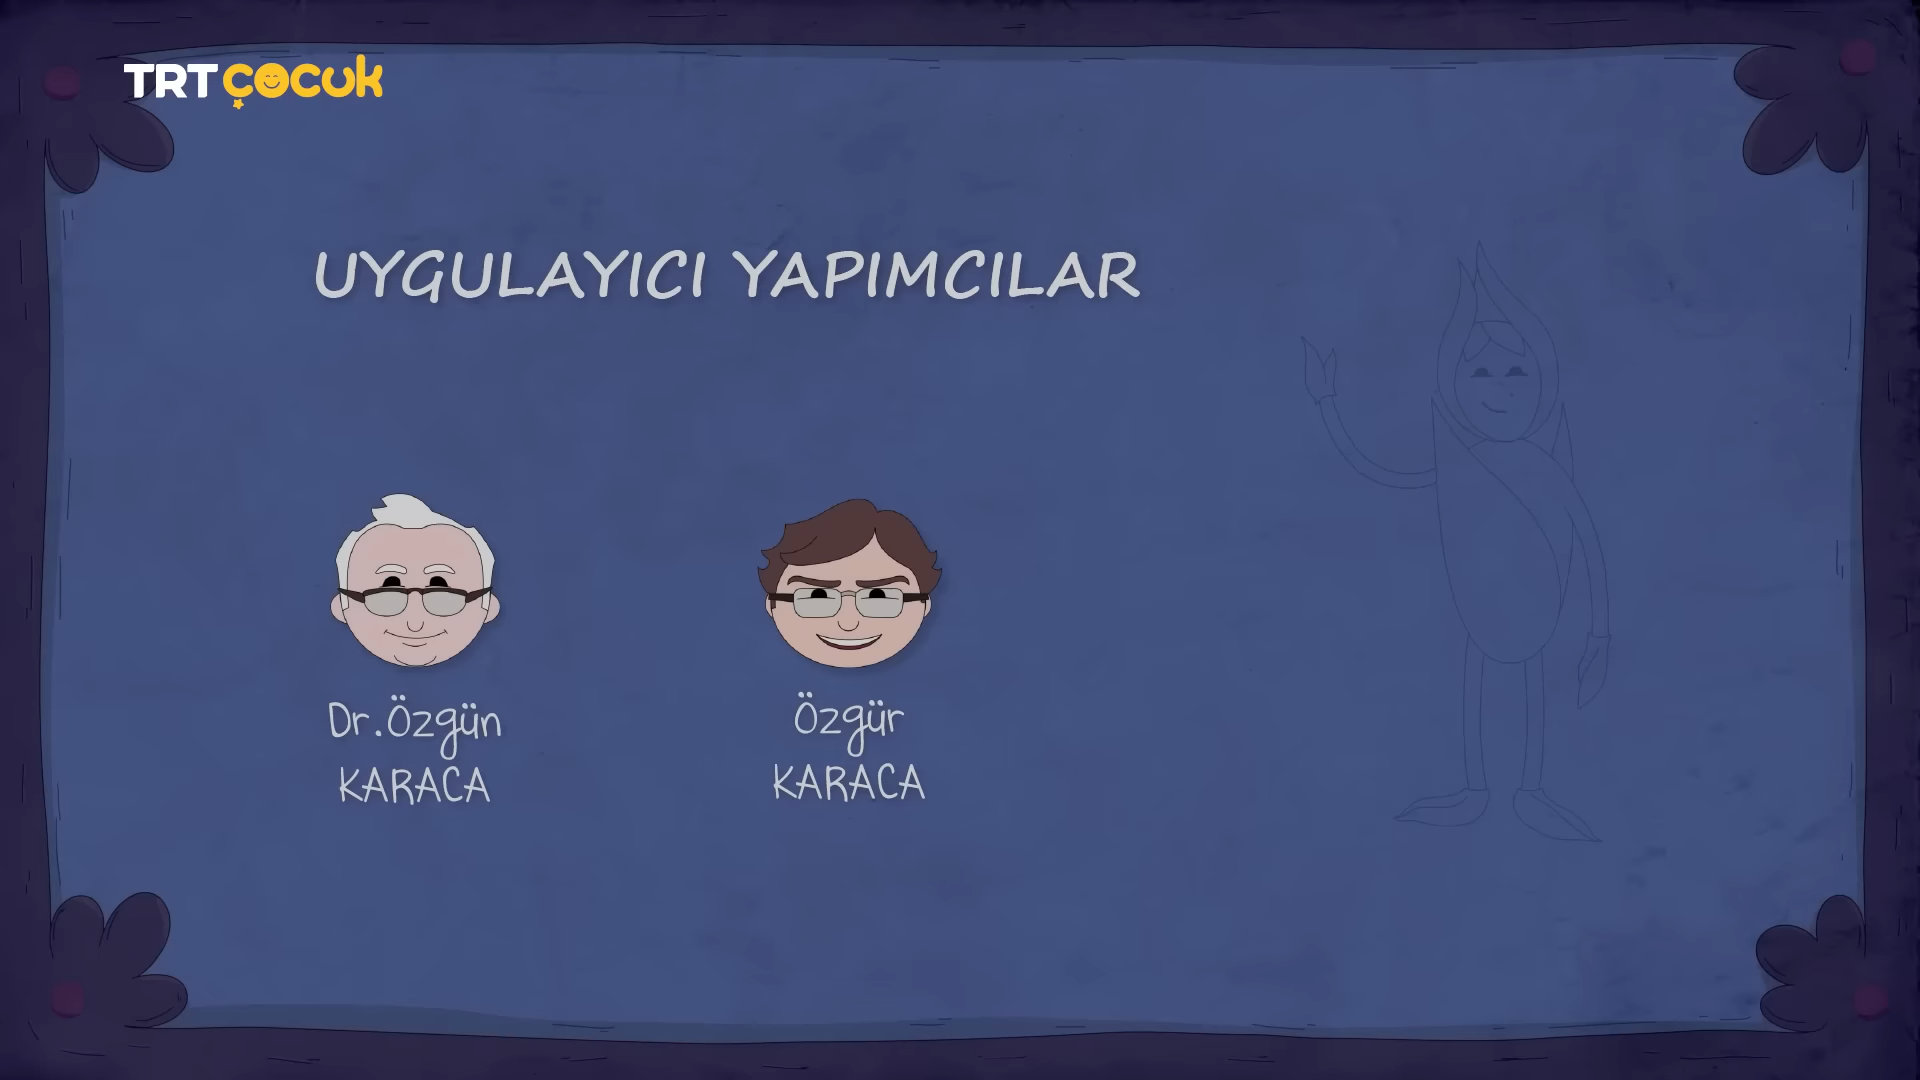 TRT ÇOCUK
UYGULAYICI YAPIMCILAR
Dr.Özgün
KARACA
Özgür
KARACA